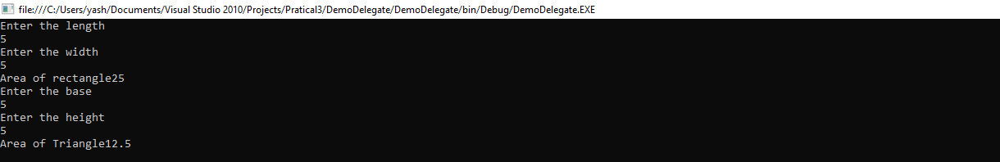 file:///C:/Users/yash/Documents/Visual Studio 2010/Projects/Pratical3/DemoDelegate/DemoDelegate/bin/Debug/DemoDelegate.EXE
Enter the length
5
Enter the width
5
Area of rectangle25
Enter the base
5
Enter the height
5
Area of Triangle12.5